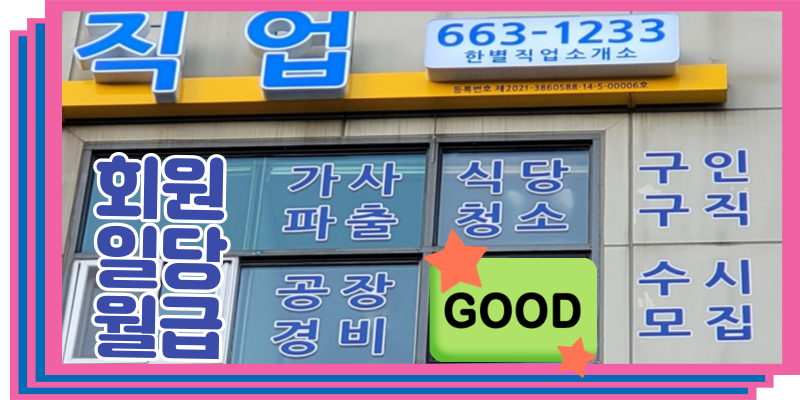 직업
663-1233
한별직업소개소
등록번호 제2021-3860588-14-5-00006호
회원
일당
월급
가사
파출
식당
청소
구인
구직
공장
경비
GOOD
수시
모집